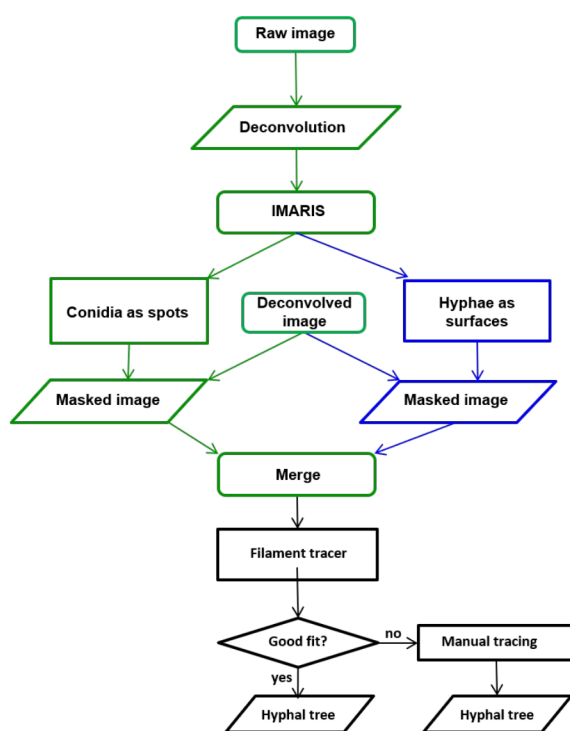 Raw image
Deconvolution
IMARIS
Conidia as spots
Deconvolved
image
Hyphae as
surfaces
Masked image
Masked image
Merge
Filament tracer
Good fit?
no
Manual tracing
yes
Hyphal tree
Hyphal tree